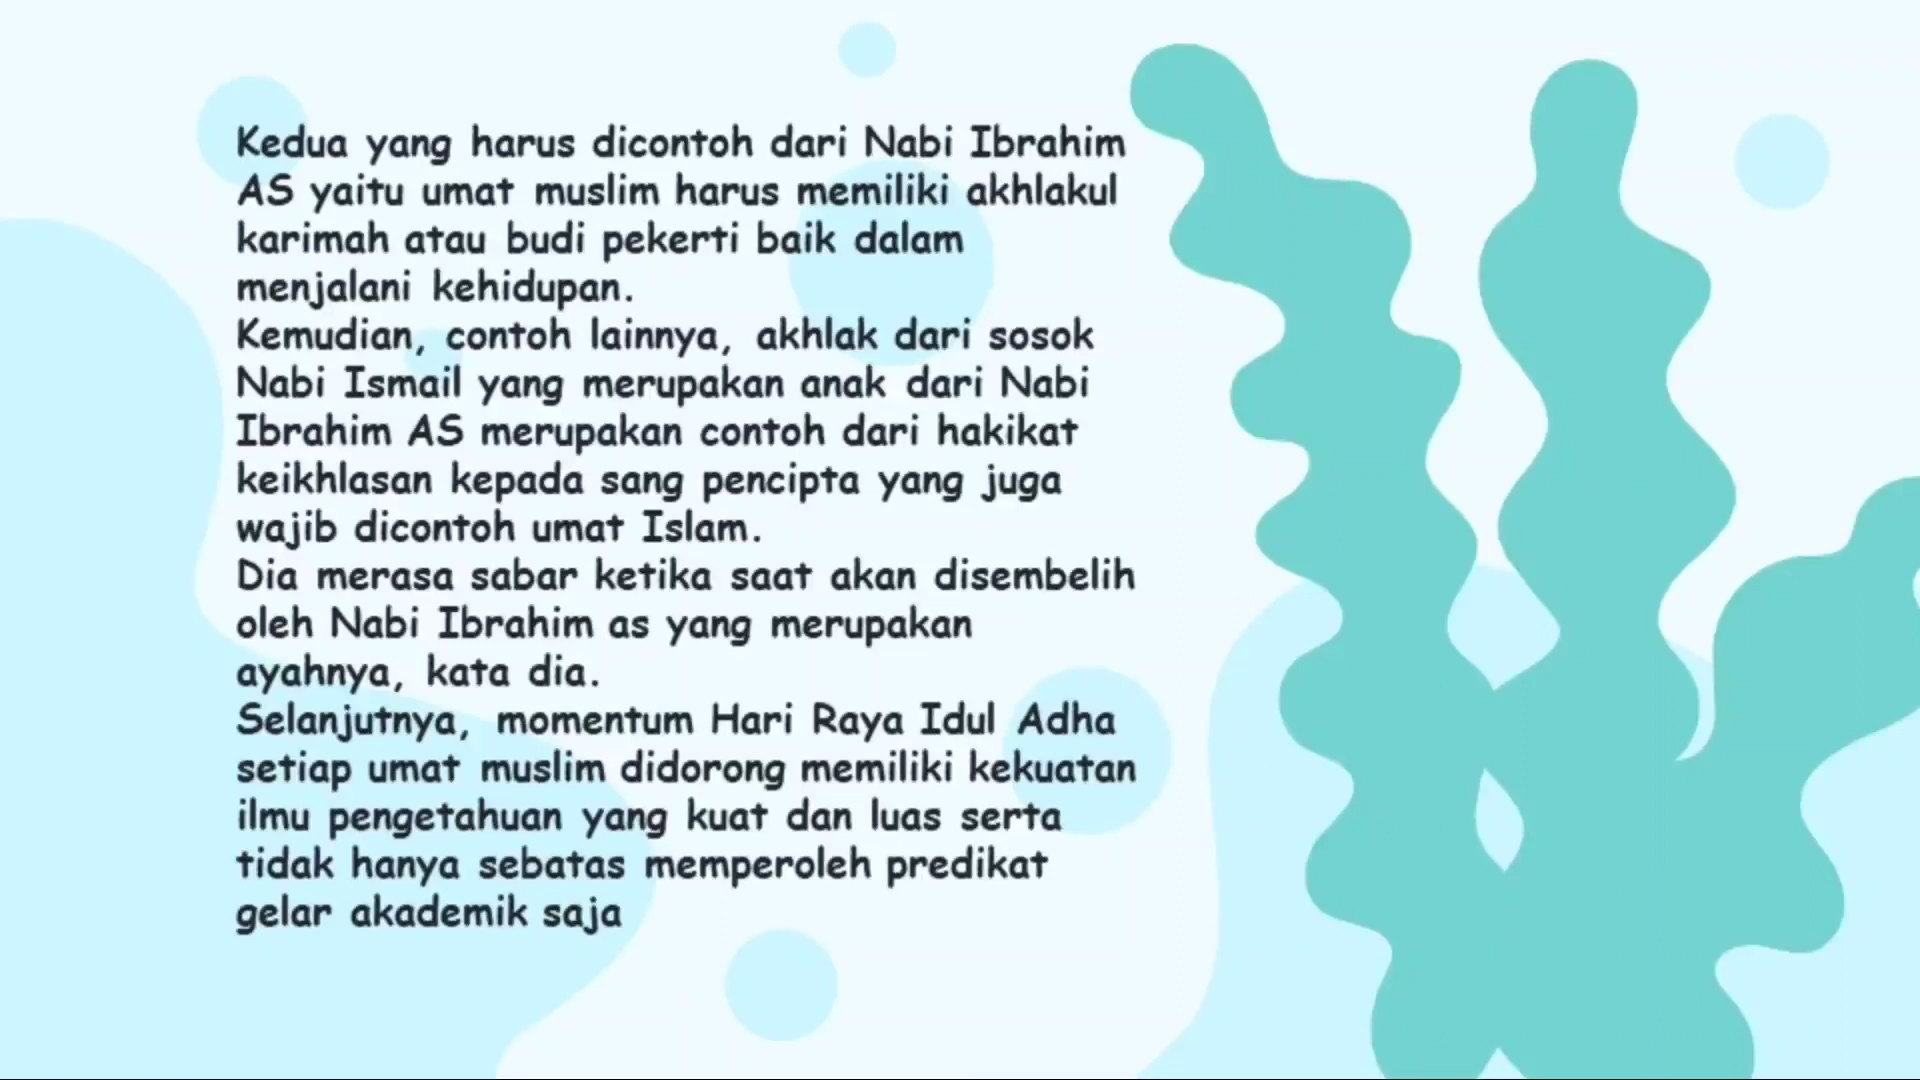 Kedua yang harus dicontoh dari Nabi Ibrahim
AS yaitu umat muslim harus memiliki akhlakul
karimah atau budi pekerti baik dalam
menjalani kehidupan.
Kemudian, contoh lainnya, akhlak dari sosok
Nabi Ismail yang merupakan anak dari Nabi
Ibrahim AS merupakan contoh dari hakikat
keikhlasan kepada sang pencipta yang juga
wajib dicontoh umat Islam.
Dia merasa sabar ketika saat akan disembelih
oleh Nabi Ibrahim as yang merupakan
ayahnya, kata dia.
Selanjutnya, momentum Hari Raya Idul Adha
setiap umat muslim didorong memiliki kekuatan
ilmu pengetahuan yang kuat dan luas serta
tidak hanya sebatas memperoleh predikat
gelar akademik saja